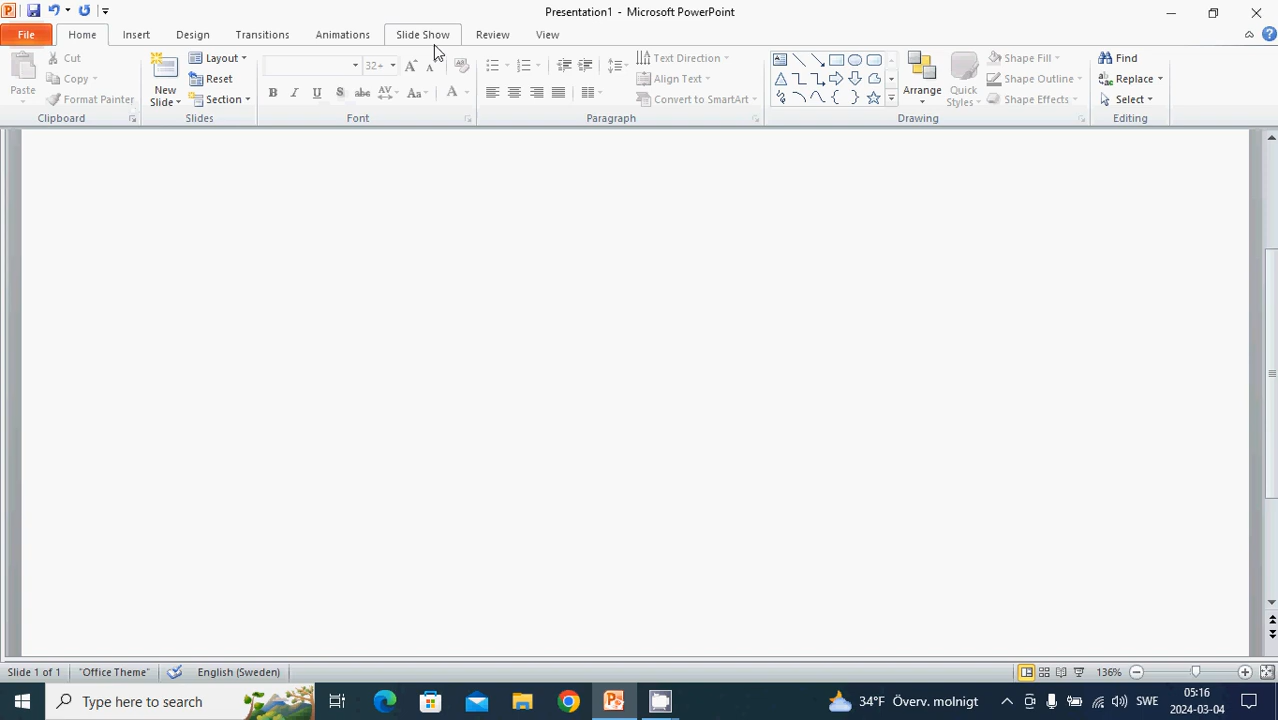 Presentation1 - Microsoft PowerPoint
File Home Insert Design Transitions Animations Slide Show Review View
Paste
Cut
Copy
Format Painter
Clipboard
New Slide
Layout
Reset
Section
Slides
32+
A A
B I U S abc AV Aa A
Font
Text Direction
Align Text
Convert to SmartArt
Paragraph
Arrange
Quick Styles
Shape Fill
Shape Outline
Shape Effects
Drawing
Find
Replace
Select
Editing
Slide 1 of 1 "Office Theme" English (Sweden) 136%
Type here to search 34°F Överv. molnigt SWE 05:16
2024-03-04